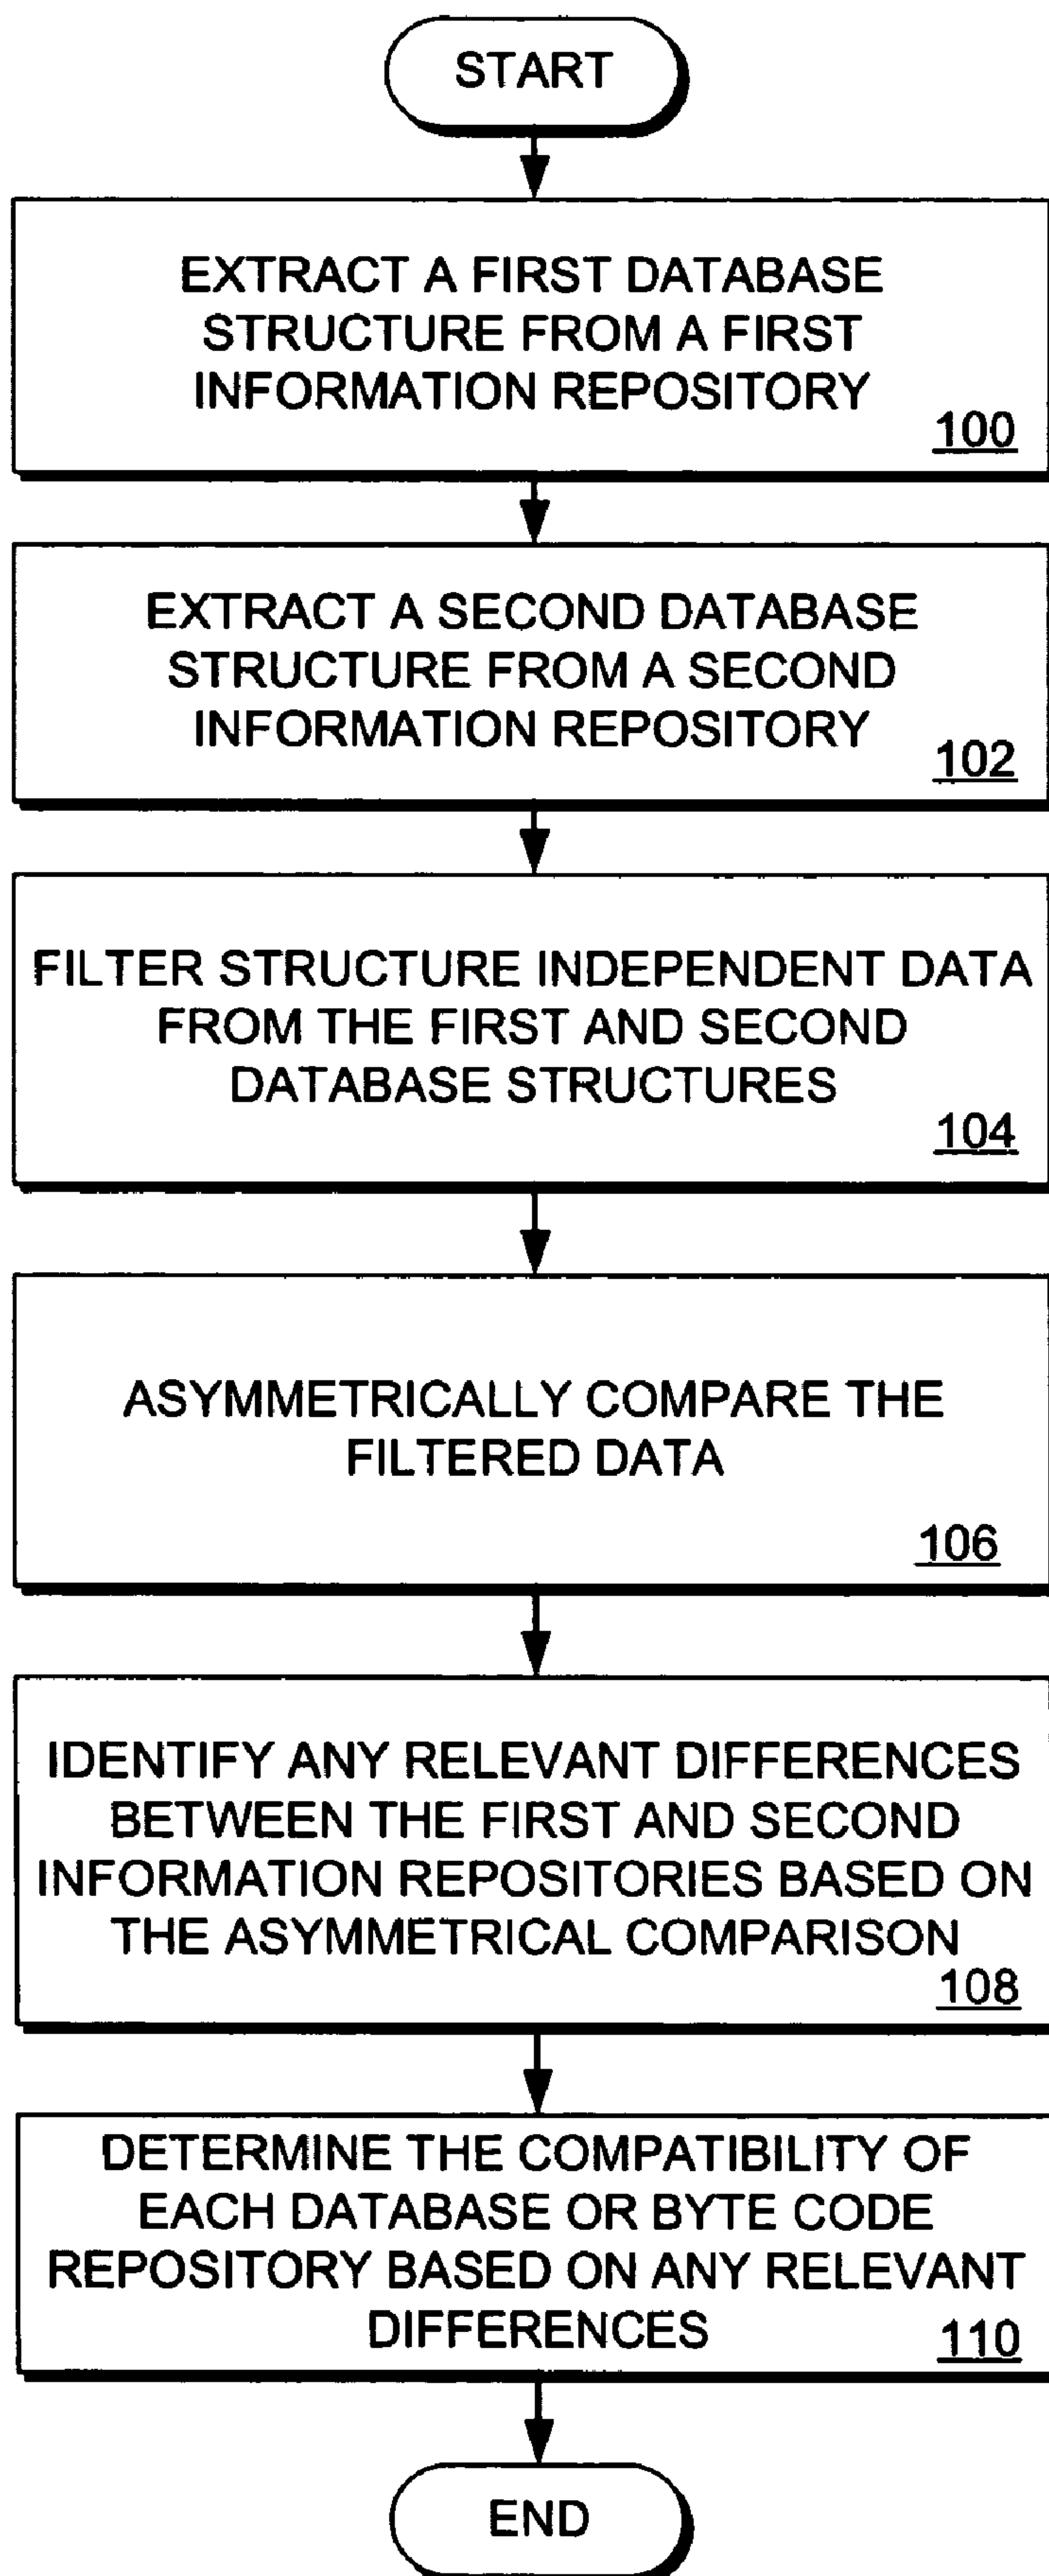 START
EXTRACT A FIRST DATABASE
STRUCTURE FROM A FIRST
INFORMATION REPOSITORY
100
EXTRACT A SECOND DATABASE
STRUCTURE FROM A SECOND
INFORMATION REPOSITORY
102
FILTER STRUCTURE INDEPENDENT DATA
FROM THE FIRST AND SECOND
DATABASE STRUCTURES
104
ASYMMETRICALLY COMPARE THE
FILTERED DATA
106
IDENTIFY ANY RELEVANT DIFFERENCES
BETWEEN THE FIRST AND SECOND
INFORMATION REPOSITORIES BASED ON
THE ASYMMETRICAL COMPARISON
108
DETERMINE THE COMPATIBILITY OF
EACH DATABASE OR BYTE CODE
REPOSITORY BASED ON ANY RELEVANT
DIFFERENCES
110
END